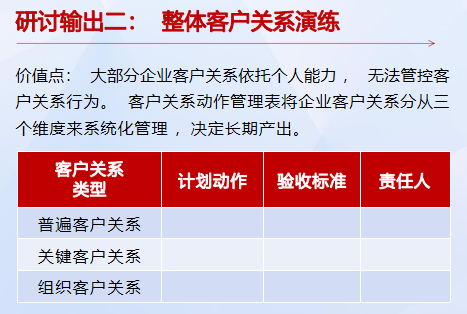 研讨输出二： 整体客户关系演练
价值点： 大部分企业客户关系依托个人能力， 无法管控客
户关系行为。 客户关系动作管理表将企业客户关系分从三
个维度来系统化管理 ，决定长期产出。
客户关系
类型
计划动作
验收标准
责任人
普遍客户关系
关键客户关系
组织客户关系